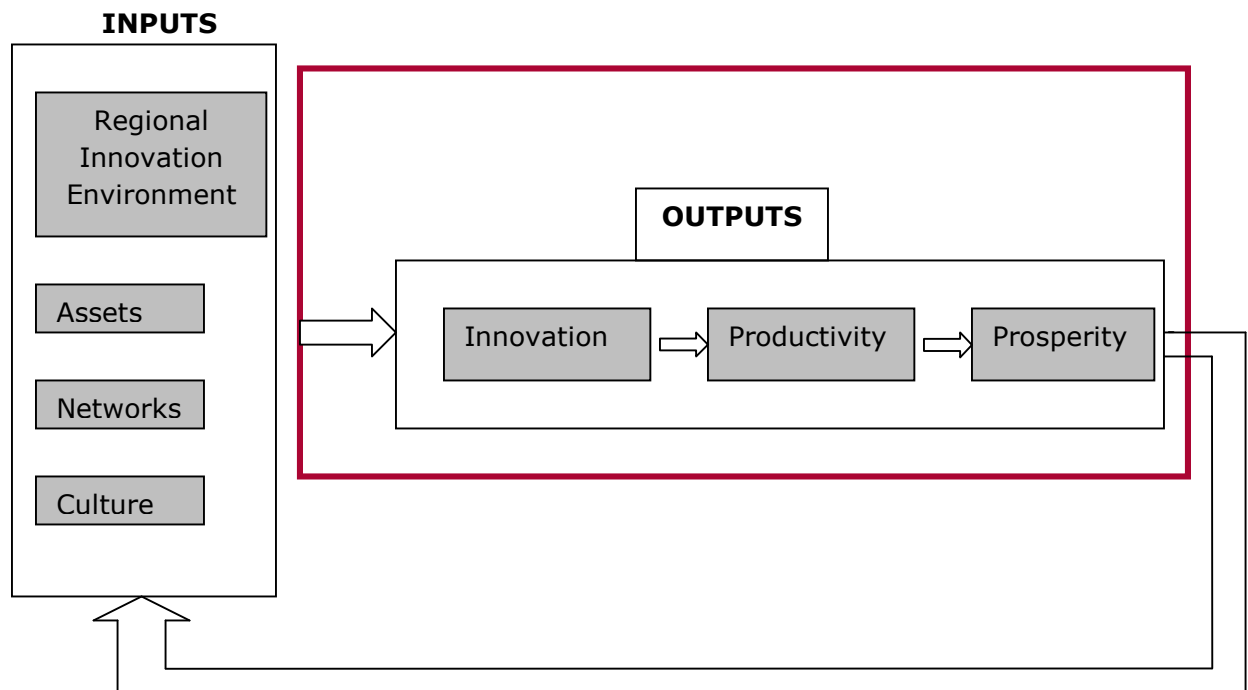 INPUTS
Regional
Innovation
Environment
Assets
Networks
Culture
OUTPUTS
Innovation
Productivity
Prosperity